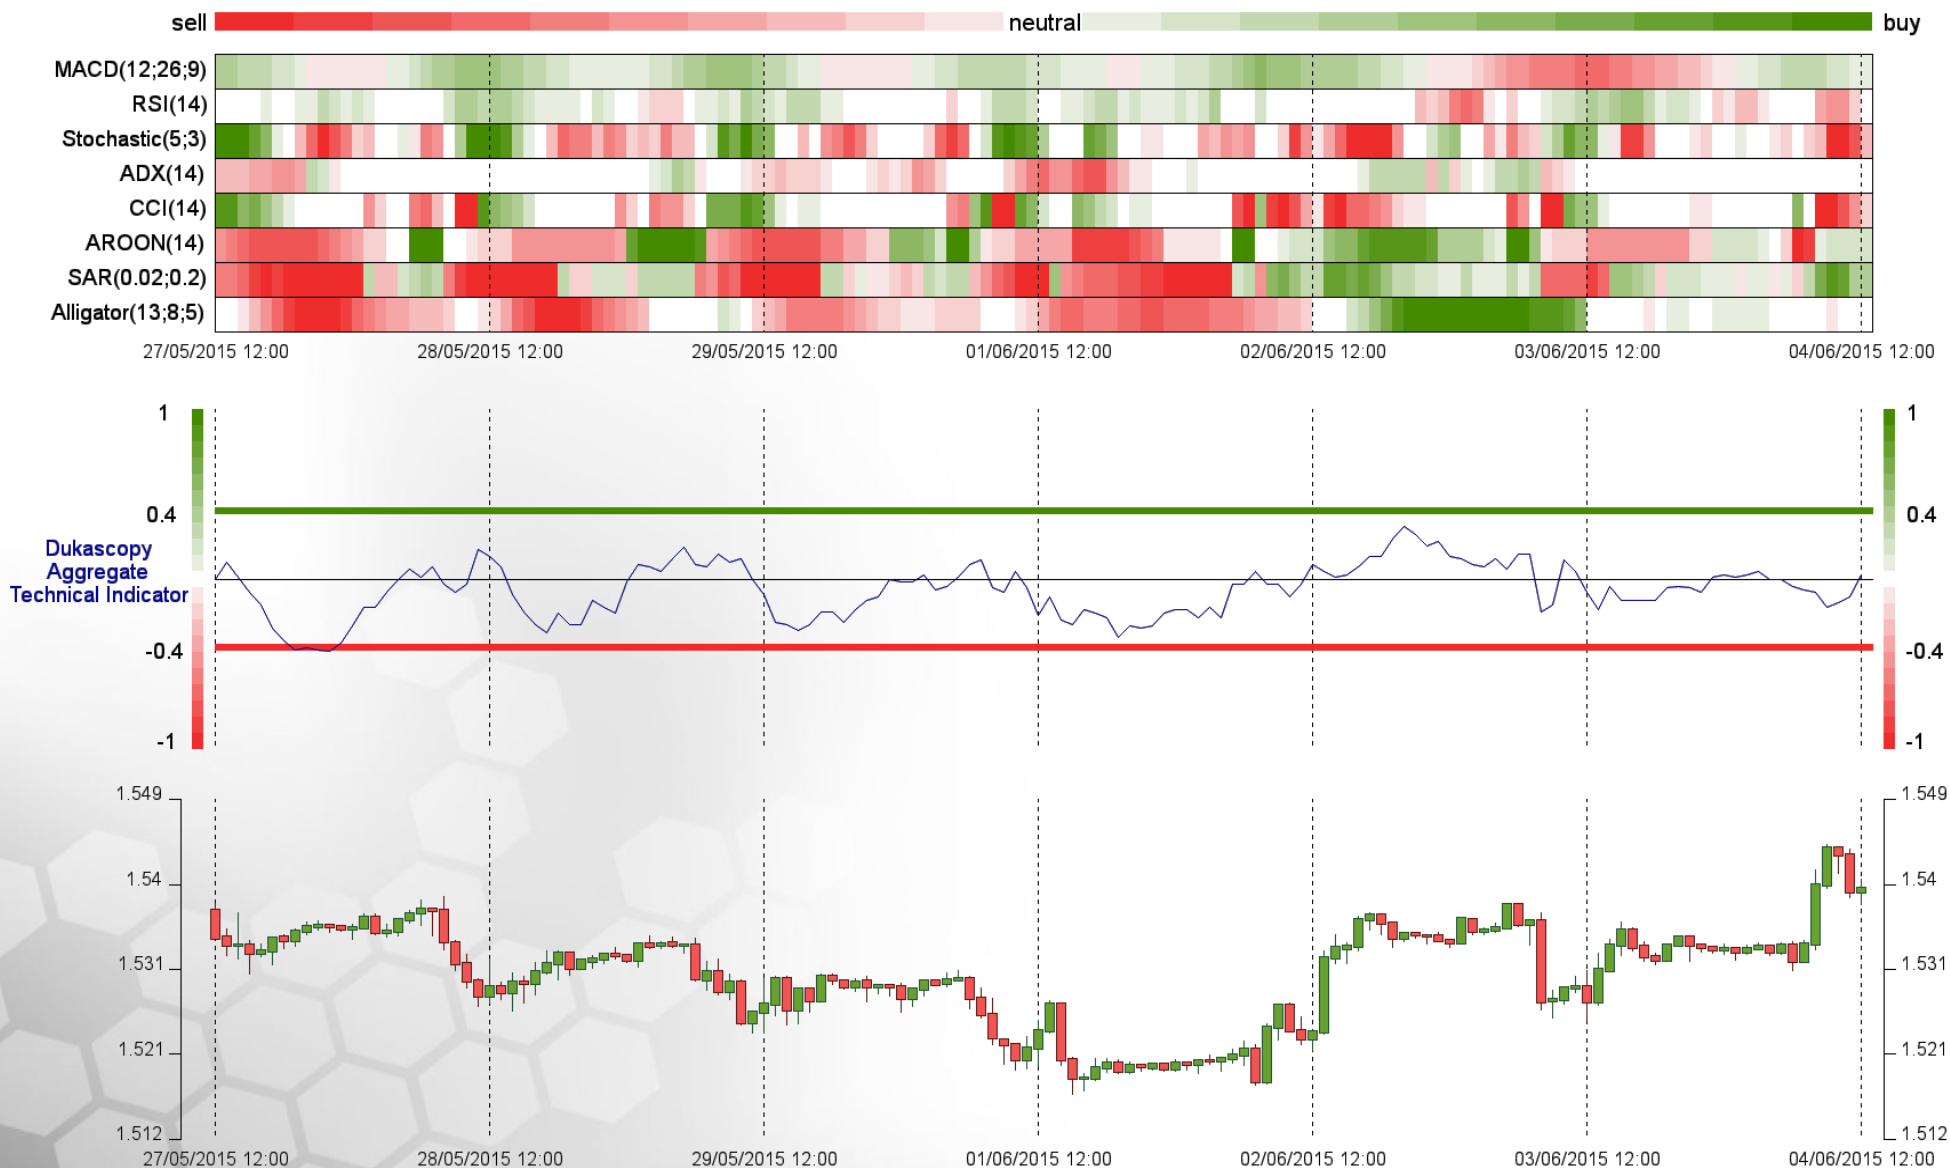 sell neutral buy
MACD(12;26;9)
RSI(14)
Stochastic(5;3)
ADX(14)
CCI(14)
AROON(14)
SAR(0.02;0.2)
Alligator(13;8;5)
27/05/2015 12:00 28/05/2015 12:00 29/05/2015 12:00 01/06/2015 12:00 02/06/2015 12:00 03/06/2015 12:00 04/06/2015 12:00
1 1
0.4 0.4
Dukascopy
Aggregate
Technical Indicator
-0.4 -0.4
-1 -1
1.549 1.549
1.54 1.54
1.531 1.531
1.521 1.521
1.512 1.512
27/05/2015 12:00 28/05/2015 12:00 29/05/2015 12:00 01/06/2015 12:00 02/06/2015 12:00 03/06/2015 12:00 04/06/2015 12:00